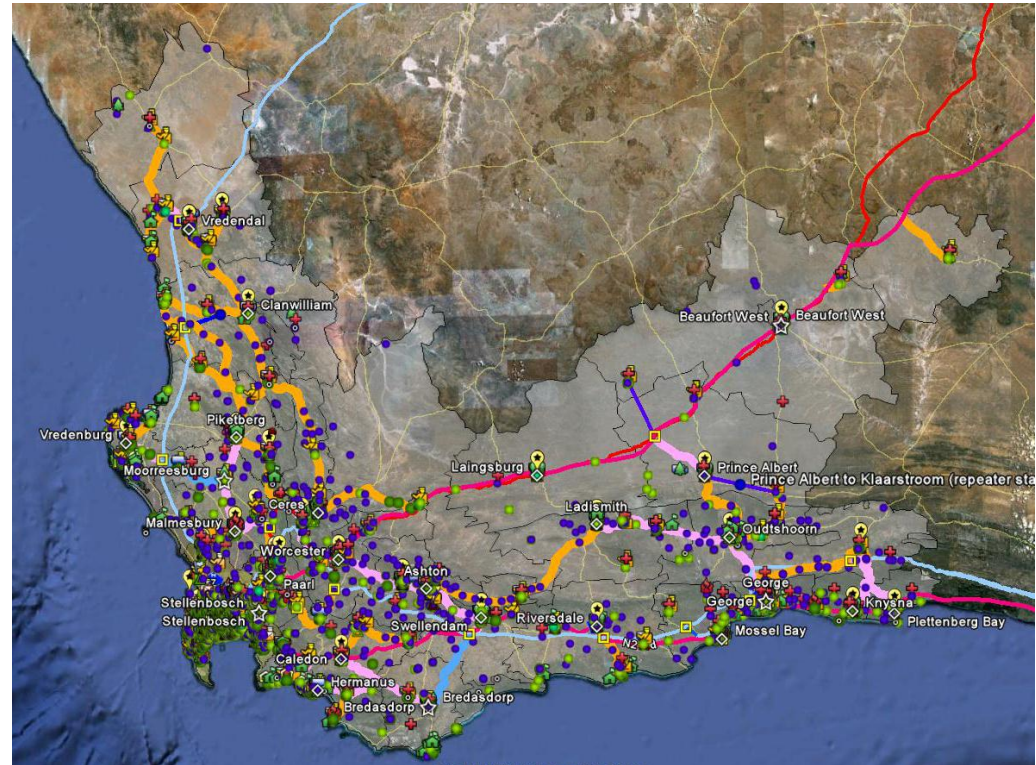 Vredendal
Clanwilliam
Beaufort West
Beaufort West
Piketberg
Vredenburg
Moorreesburg
Laingsburg
Prince Albert
Prince Albert to Klaarstroom (repeater sta
Ceres
Ladismith
Malmesbury
Oudtshoorn
Worcester
Ashton
Paarl
George
George
Stellenbosch
Stellenbosch
Knysna
Swellendam
Riversdale
Plettenberg Bay
Mossel Bay
N2
Caledon
Hermanus
Bredasdorp
Bredasdorp